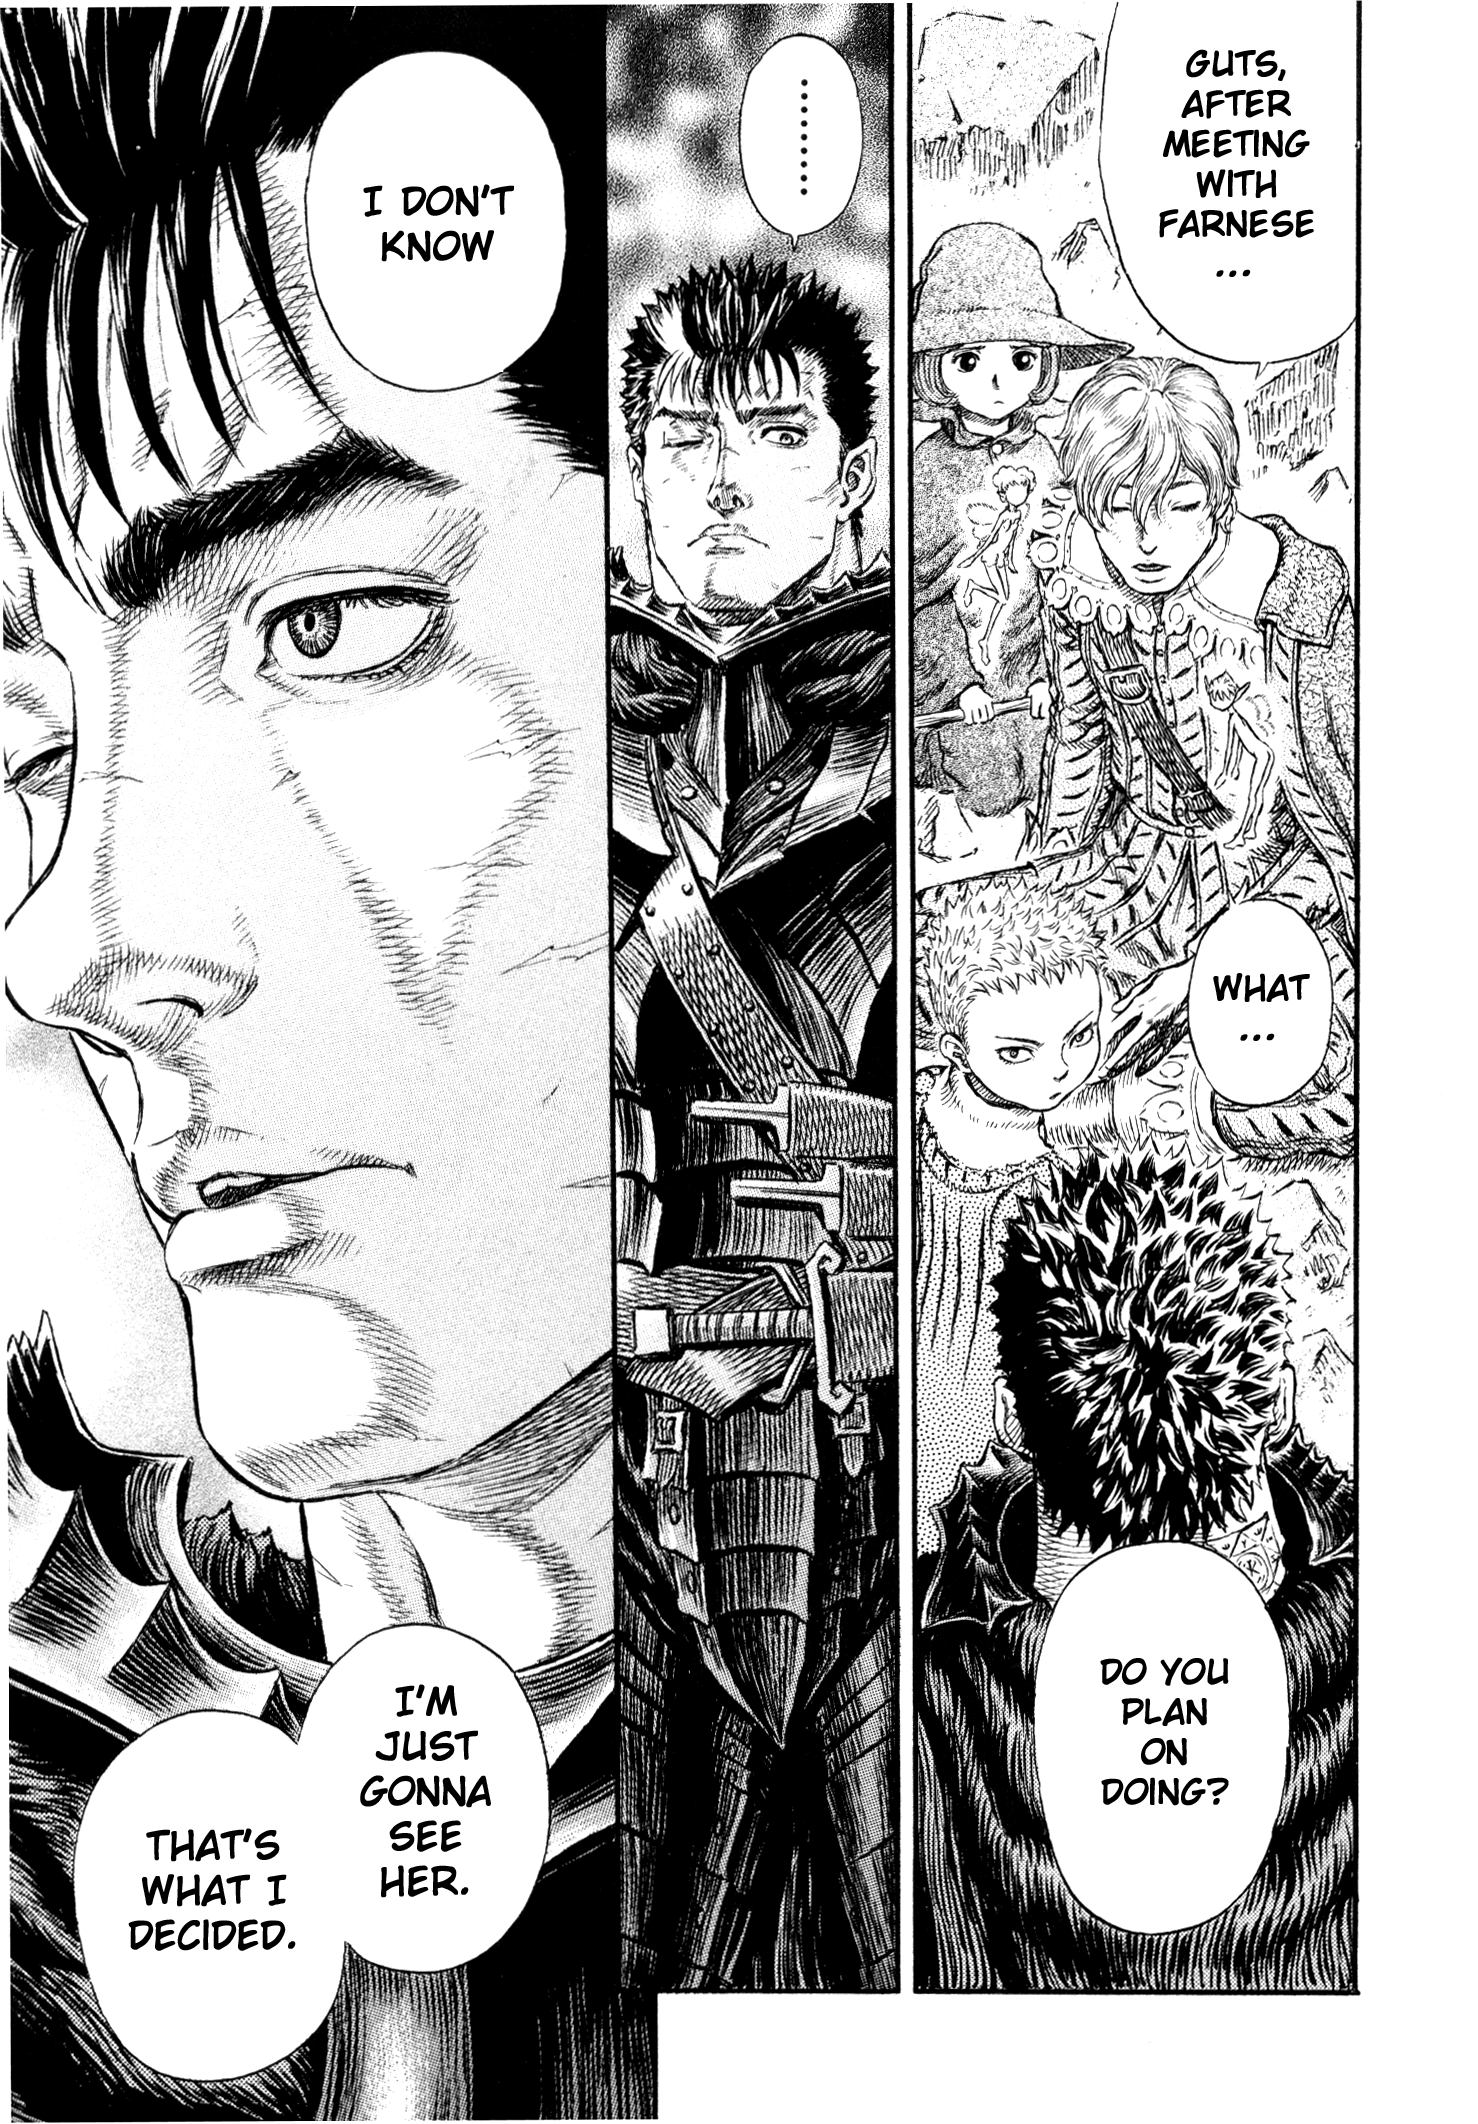 GUTS,
AFTER
MEETING
WITH
FARNESE
...
WHAT
...
DO YOU
PLAN
ON
DOING?
.........
I DON'T
KNOW
I'M
JUST
GONNA
SEE
HER.
THAT'S
WHAT I
DECIDED.